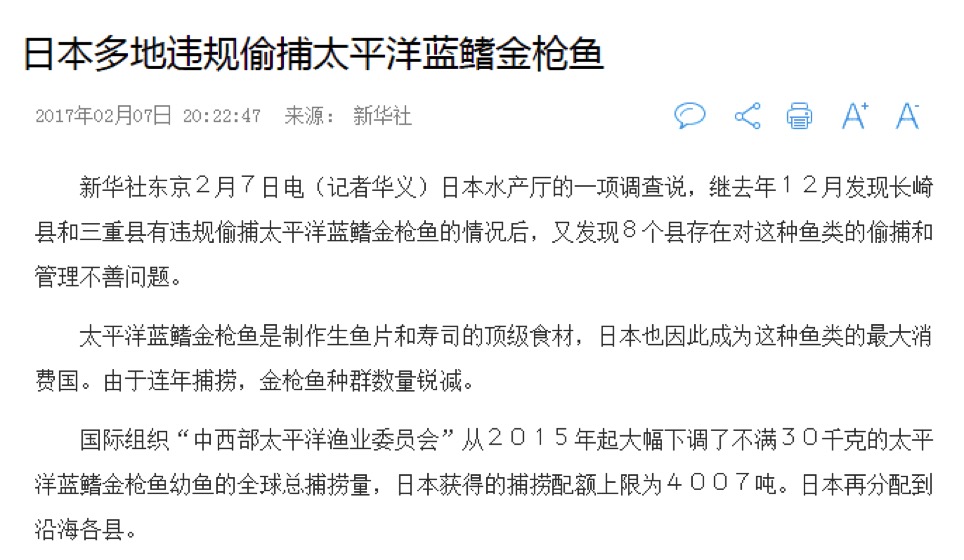 日本多地违规偷捕太平洋蓝鳍金枪鱼
2017年02月07日 20:22:47 来源： 新华社
A+ A-
新华社东京２月７日电（记者华义）日本水产厅的一项调查说，继去年１２月发现长崎
县和三重县有违规偷捕太平洋蓝鳍金枪鱼的情况后，又发现８个县存在对这种鱼类的偷捕和
管理不善问题。
太平洋蓝鳍金枪鱼是制作生鱼片和寿司的顶级食材，日本也因此成为这种鱼类的最大消
费国。由于连年捕捞，金枪鱼种群数量锐减。
国际组织“中西部太平洋渔业委员会”从２０１５年起大幅下调了不满３０千克的太平
洋蓝鳍金枪鱼幼鱼的全球总捕捞量，日本获得的捕捞配额上限为４００７吨。日本再分配到
沿海各县。